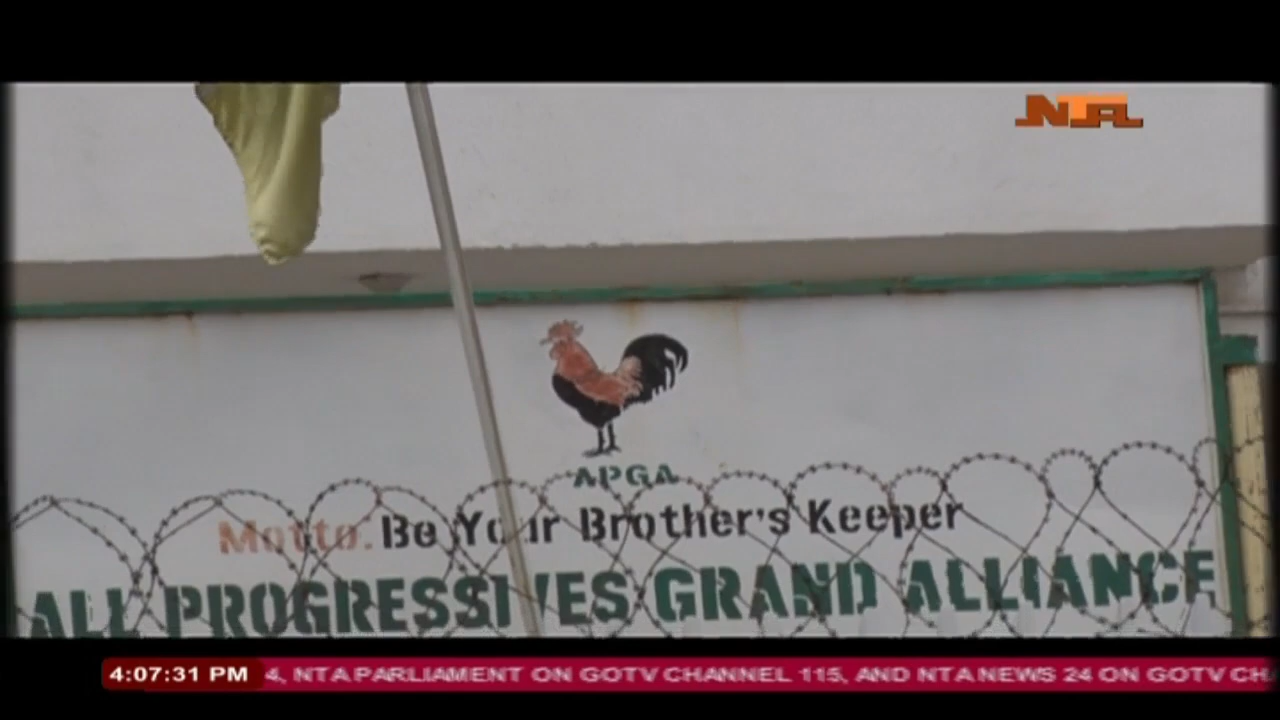 NTA
APGA
Motto: Be Your Brother's Keeper
ALL PROGRESSIVES GRAND ALLIANCE
4:07:31 PM
4, NTA PARLIAMENT ON GOTV CHANNEL 115, AND NTA NEWS 24 ON GOTV CH